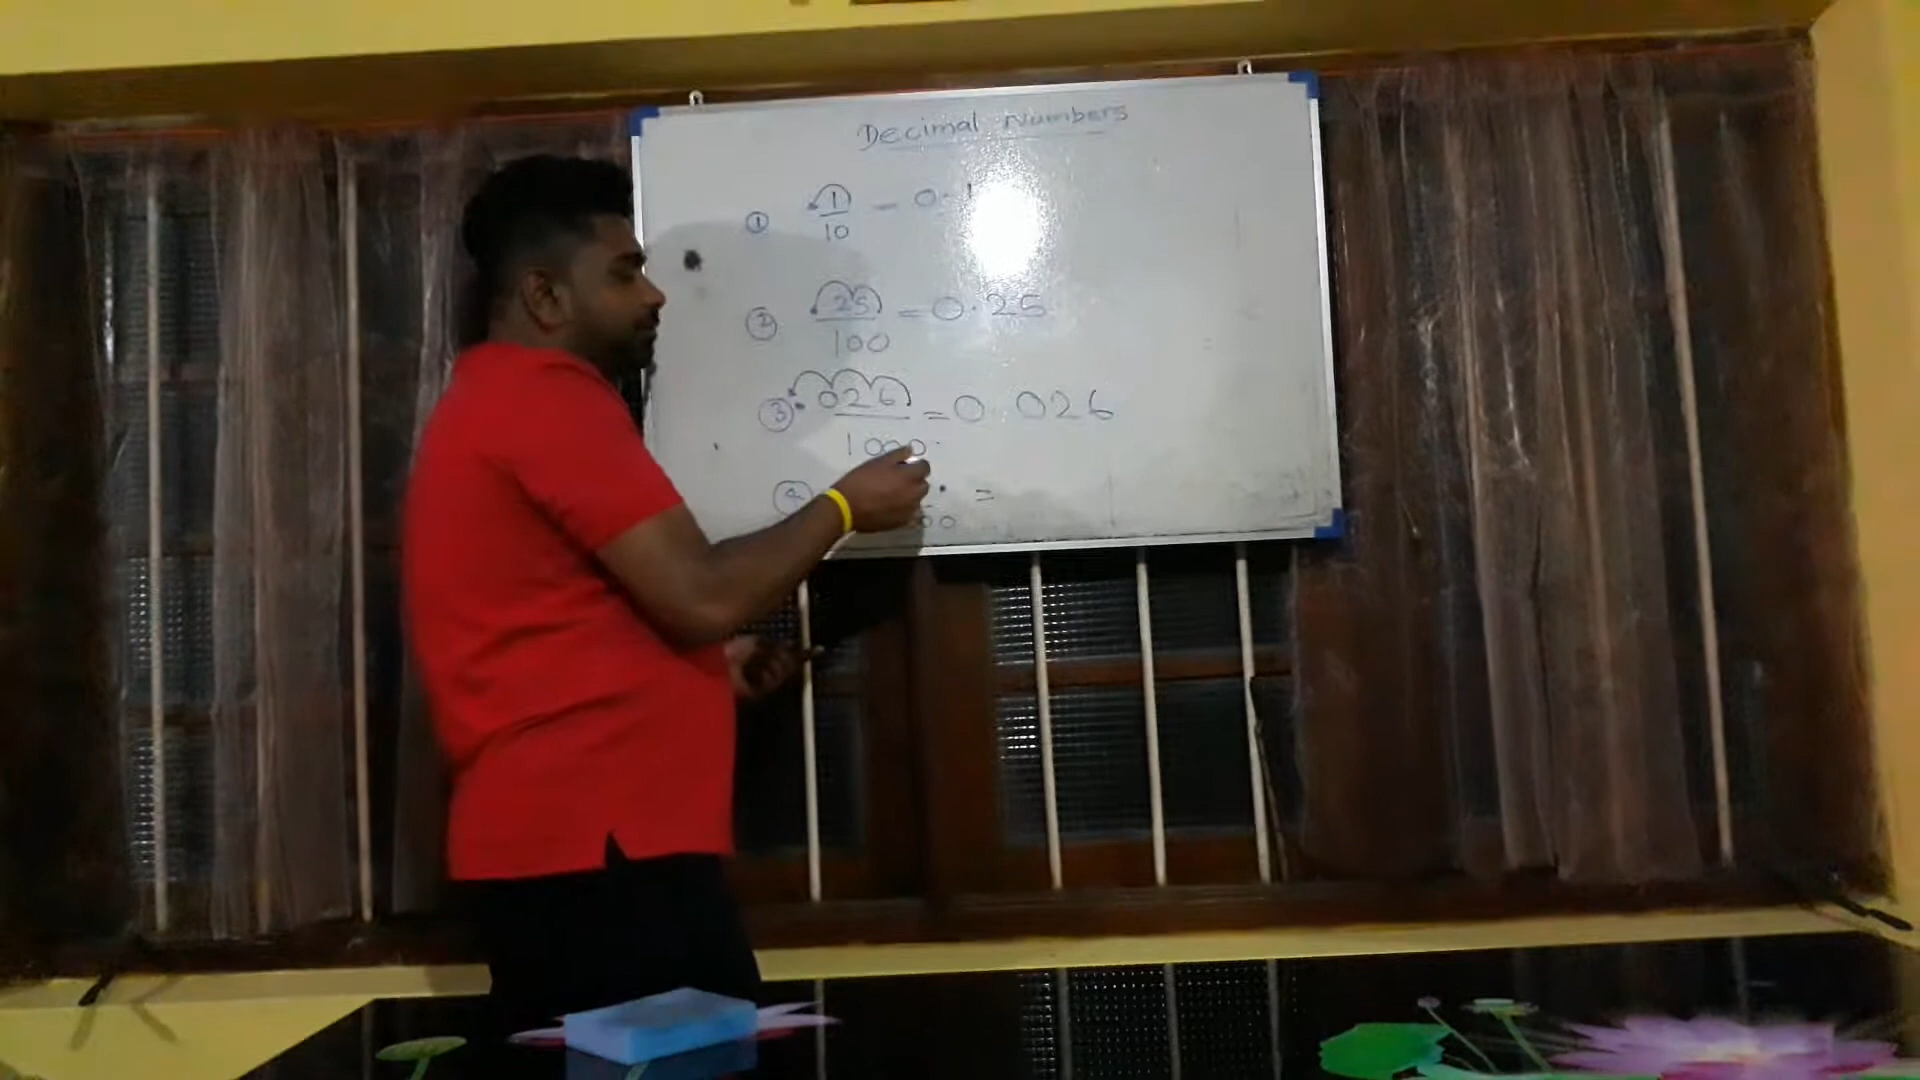 Decimal Numbers
① 1/10 = 0.1
② 25/100 = 0.25
③ .026/1000 = 0.026
④ =